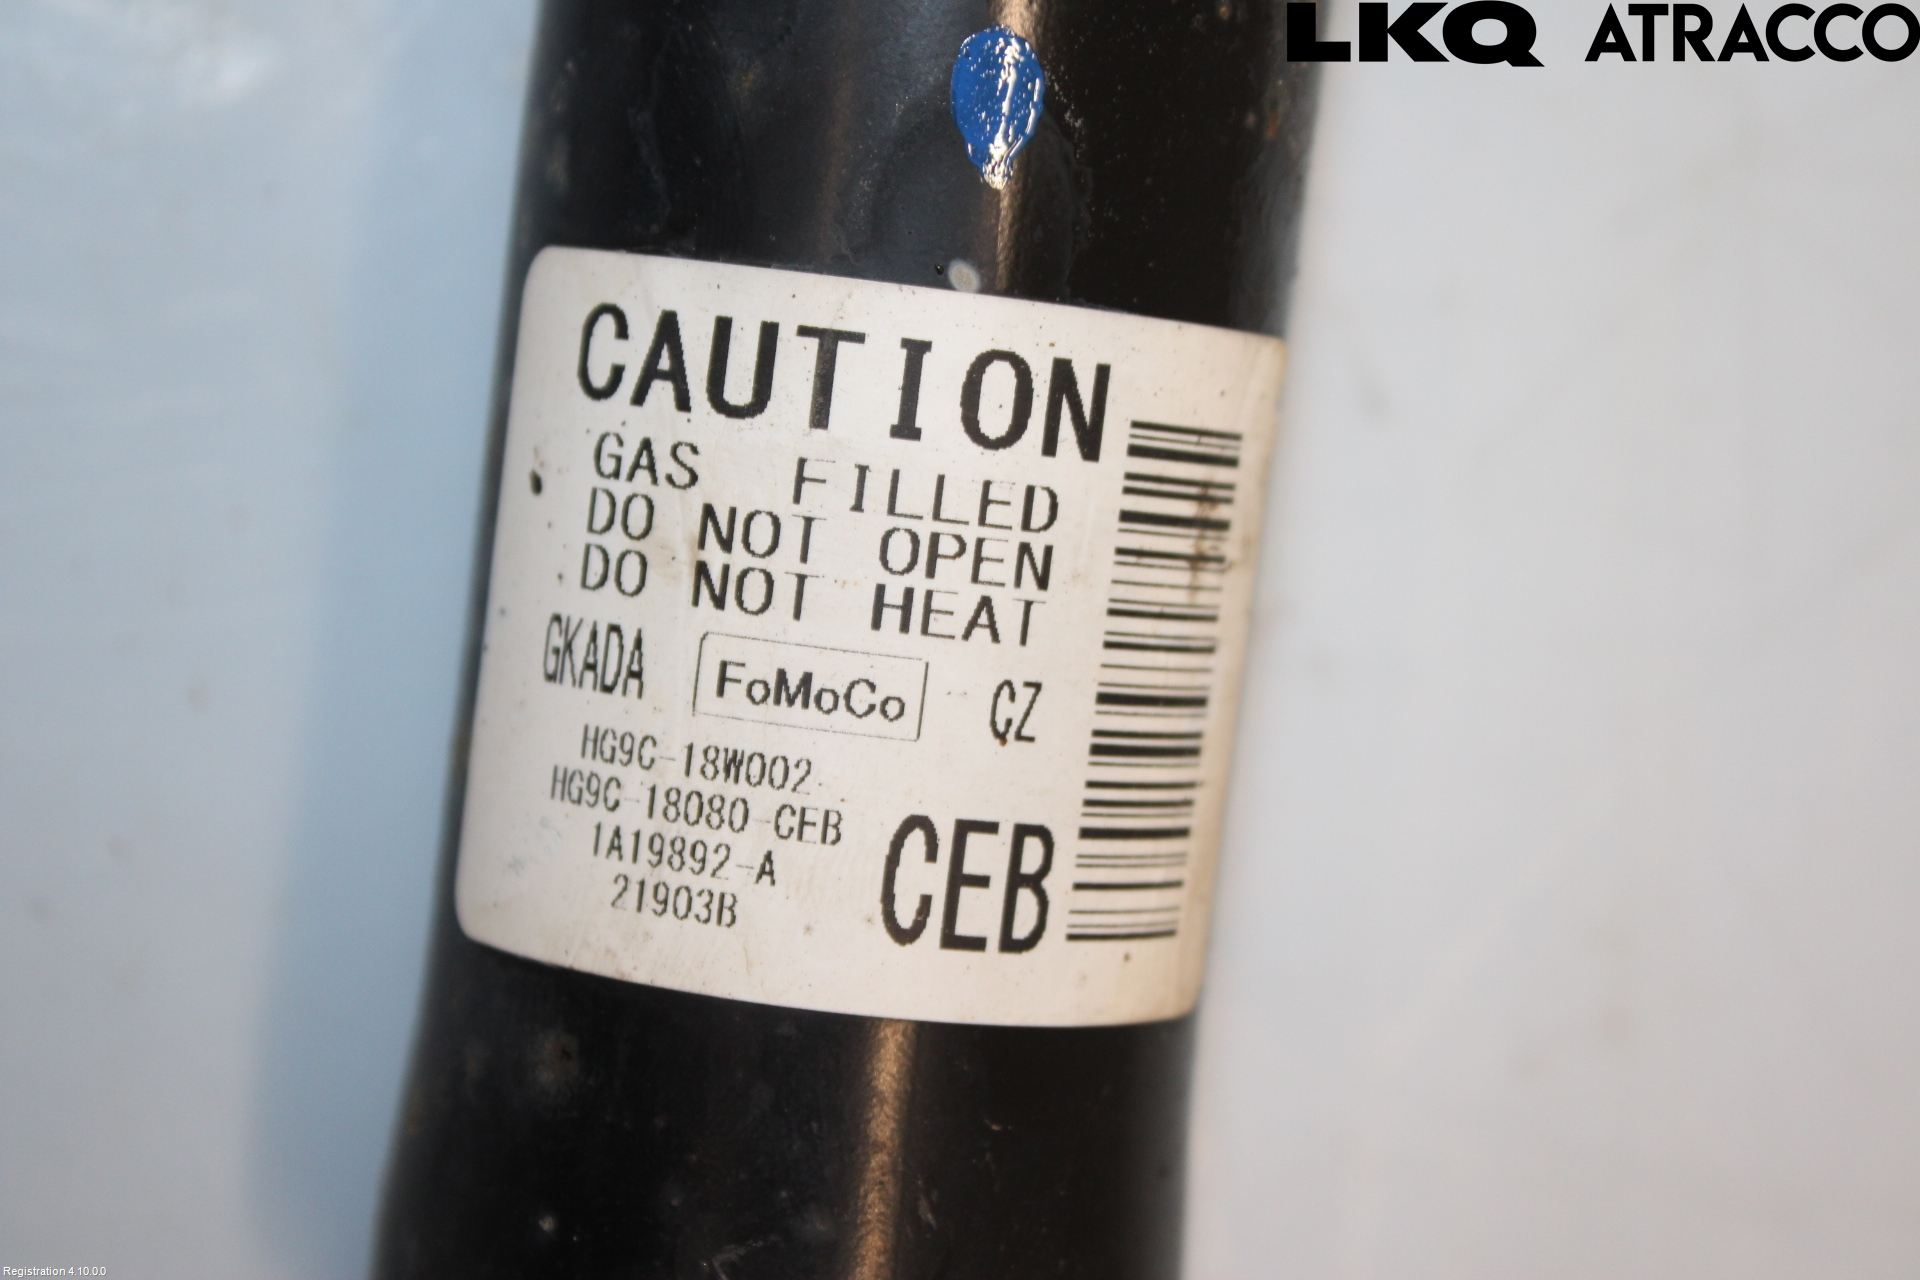 LKQ ATRACCO
CAUTION
GAS FILLED
DO NOT OPEN
DO NOT HEAT
GKADA FoMoCo CZ
HG9C-18W002
HG9C-18080-CEB
1A19892-A
21903B
CEB
Registration 4.10.0.0